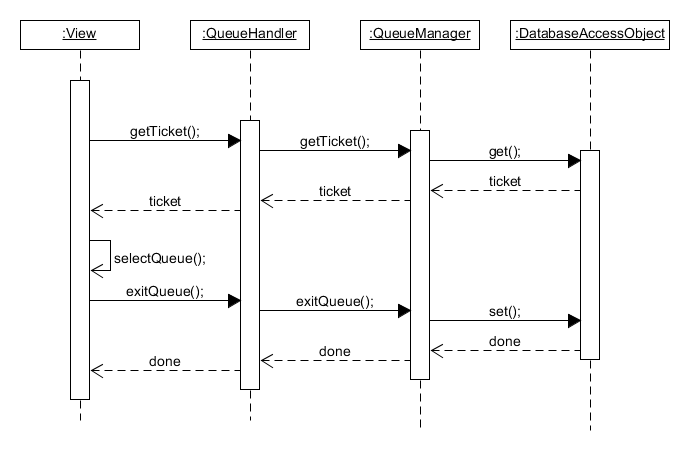 :View
:QueueHandler
:QueueManager
:DatabaseAccessObject
getTicket();
getTicket();
get();
ticket
ticket
ticket
selectQueue();
exitQueue();
exitQueue();
set();
done
done
done